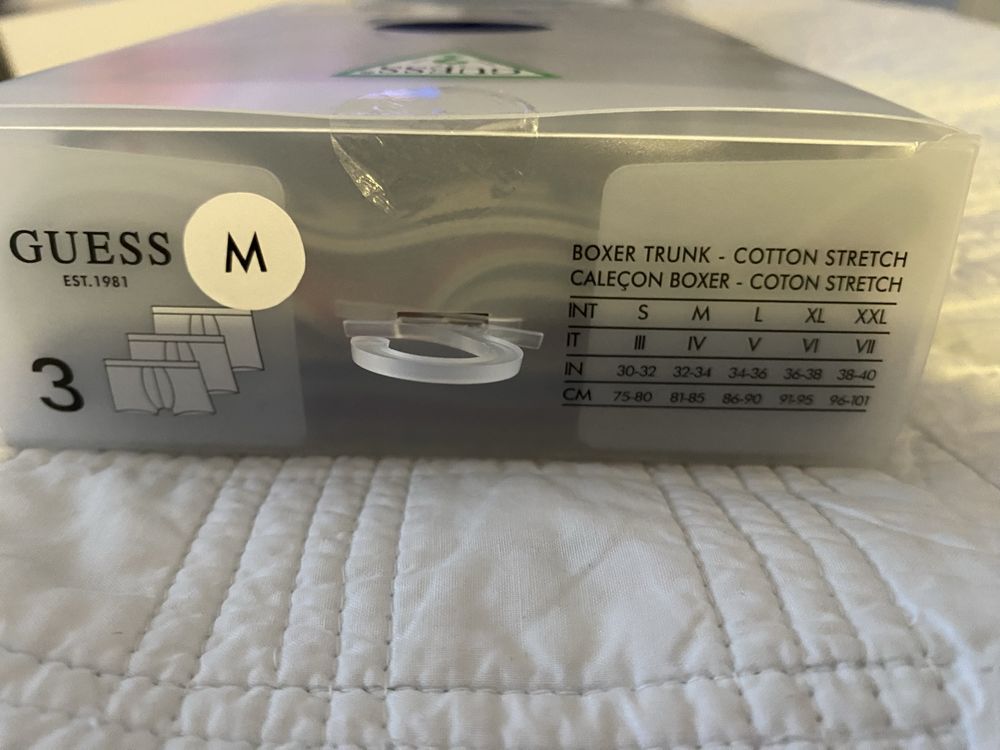 GUESS
GUESS
EST.1981
M
3
BOXER TRUNK - COTTON STRETCH
CALEÇON BOXER - COTON STRETCH
INT S M L XL XXL
IT III IV V VI VII
IN 30-32 32-34 34-36 36-38 38-40
CM 75-80 81-85 86-90 91-95 96-101